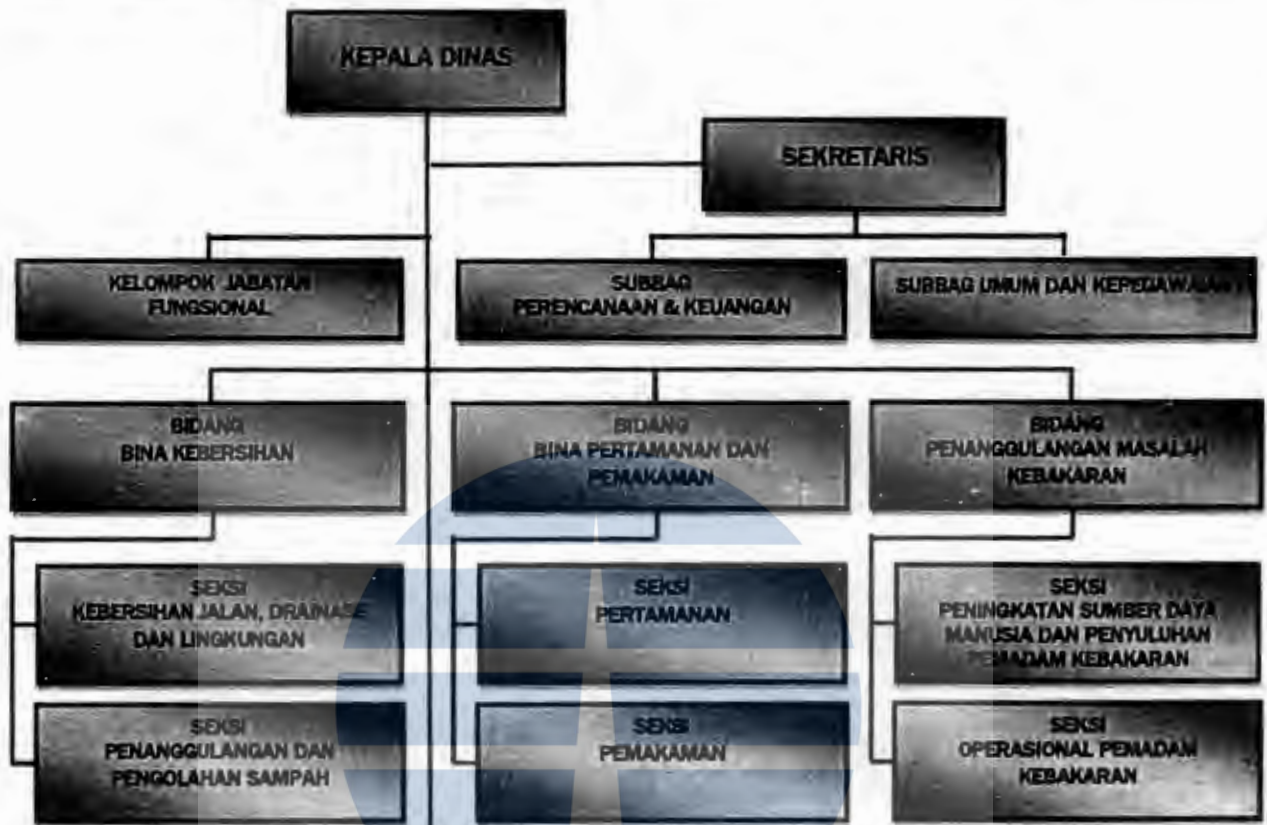 KEPALA DINAS
SEKRETARIS
KELOMPOK JABATAN
FUNGSIONAL
SUBBAG
PERENCANAAN & KEUANGAN
SUBBAG UMUM DAN KEPEGAWAIAN
BIDANG
BINA KEBERSIHAN
BIDANG
BINA PERTAMANAN DAN
PEMAKAMAN
BIDANG
PENANGGULANGAN MASALAH
KEBAKARAN
SEKSI
KEBERSIHAN JALAN, DRAINASE
DAN LINGKUNGAN
SEKSI
PERTAMANAN
SEKSI
PENINGKATAN SUMBER DAYA
MANUSIA DAN PENYULUHAN
PEMADAM KEBAKARAN
SEKSI
PENANGGULANGAN DAN
PENGOLAHAN SAMPAH
SEKSI
PEMAKAMAN
SEKSI
OPERASIONAL PEMADAM
KEBAKARAN